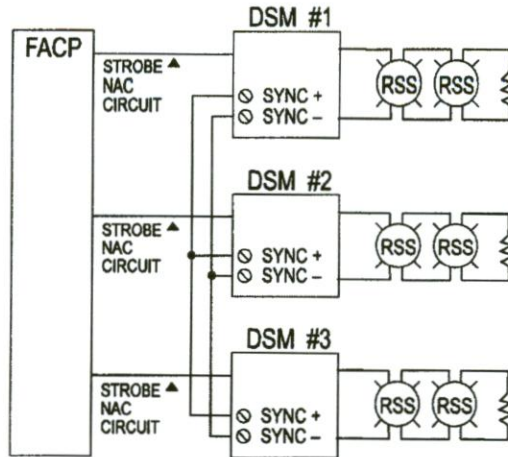 DSM #1
FACP
STROBE ▲
NAC
CIRCUIT
SYNC +
SYNC –
RSS
RSS
DSM #2
STROBE ▲
NAC
CIRCUIT
SYNC +
SYNC –
RSS
RSS
DSM #3
STROBE ▲
NAC
CIRCUIT
SYNC +
SYNC –
RSS
RSS